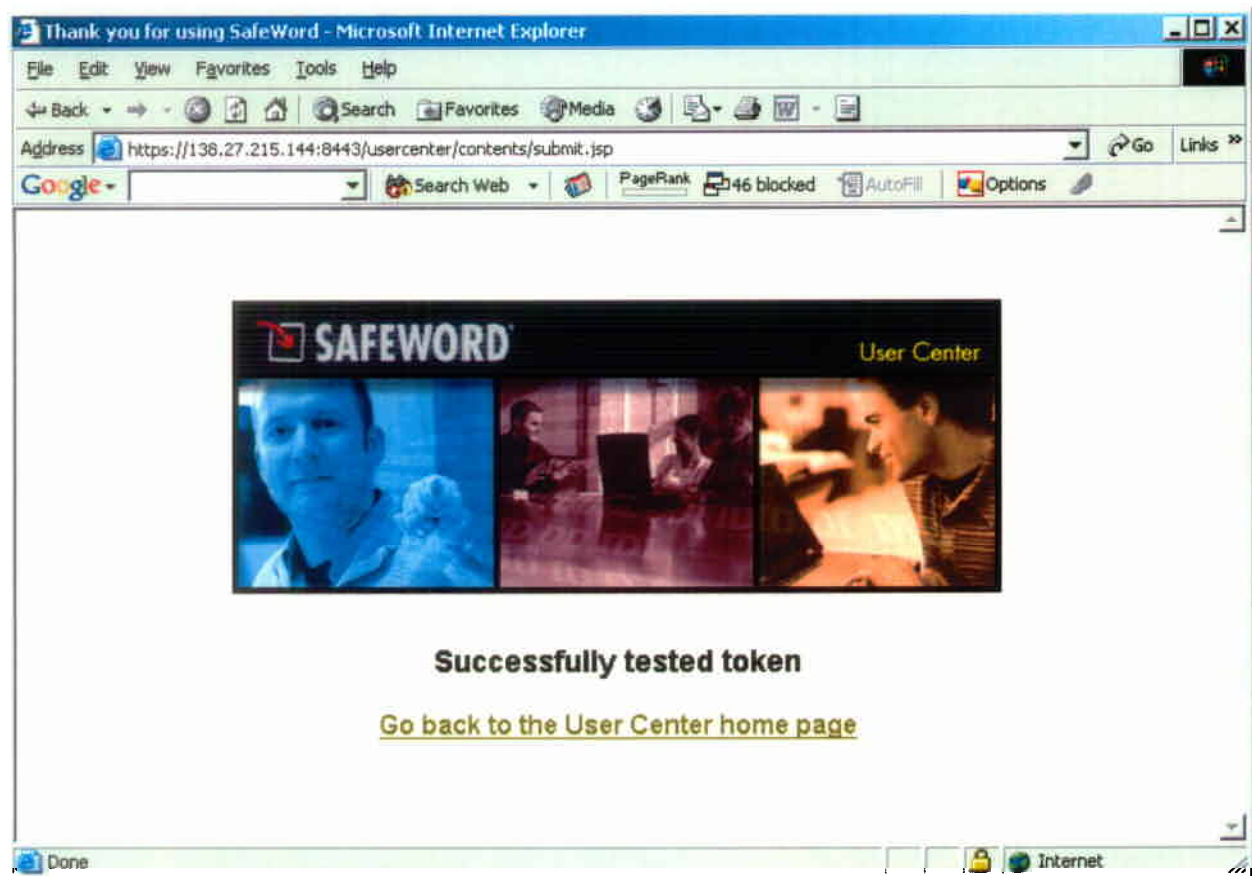 Thank you for using SafeWord - Microsoft Internet Explorer
File Edit View Favorites Tools Help
Back Search Favorites Media
Address https://138.27.215.144:8443/usercenter/contents/submit.jsp Go Links »
Google Search Web PageRank 46 blocked AutoFill Options
SAFEWORD
User Center
Successfully tested token
Go back to the User Center home page
Done Internet